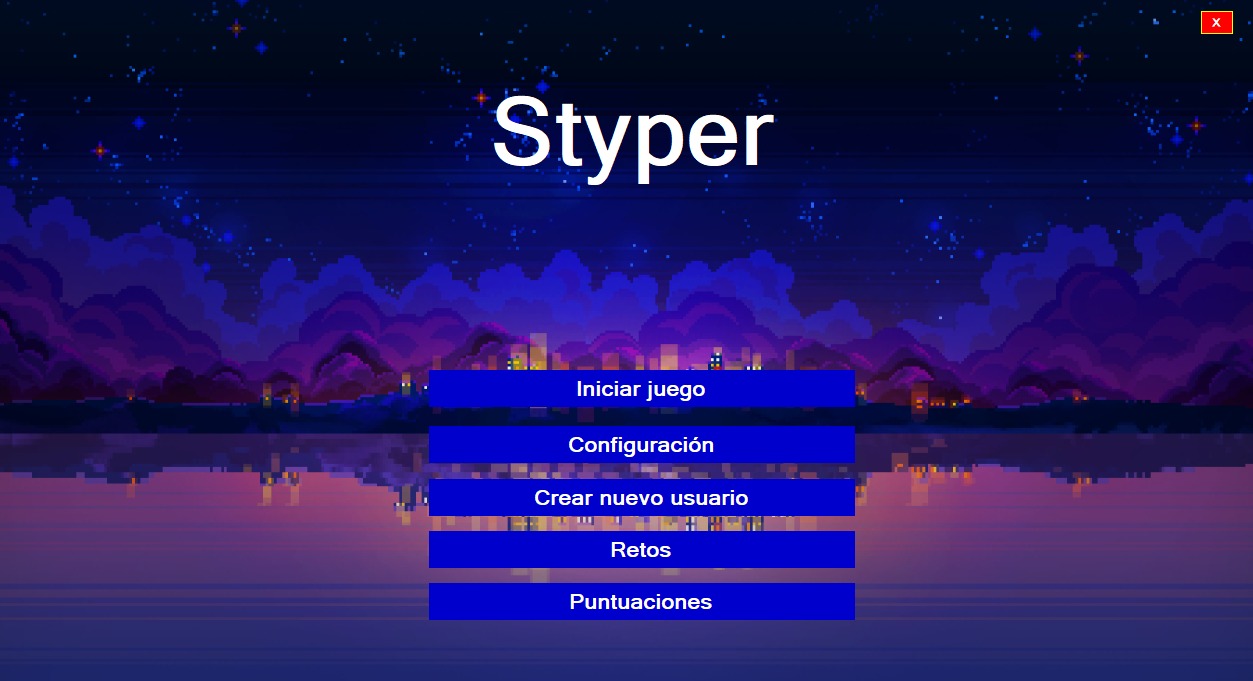 X
Styper
Iniciar juego
Configuración
Crear nuevo usuario
Retos
Puntuaciones